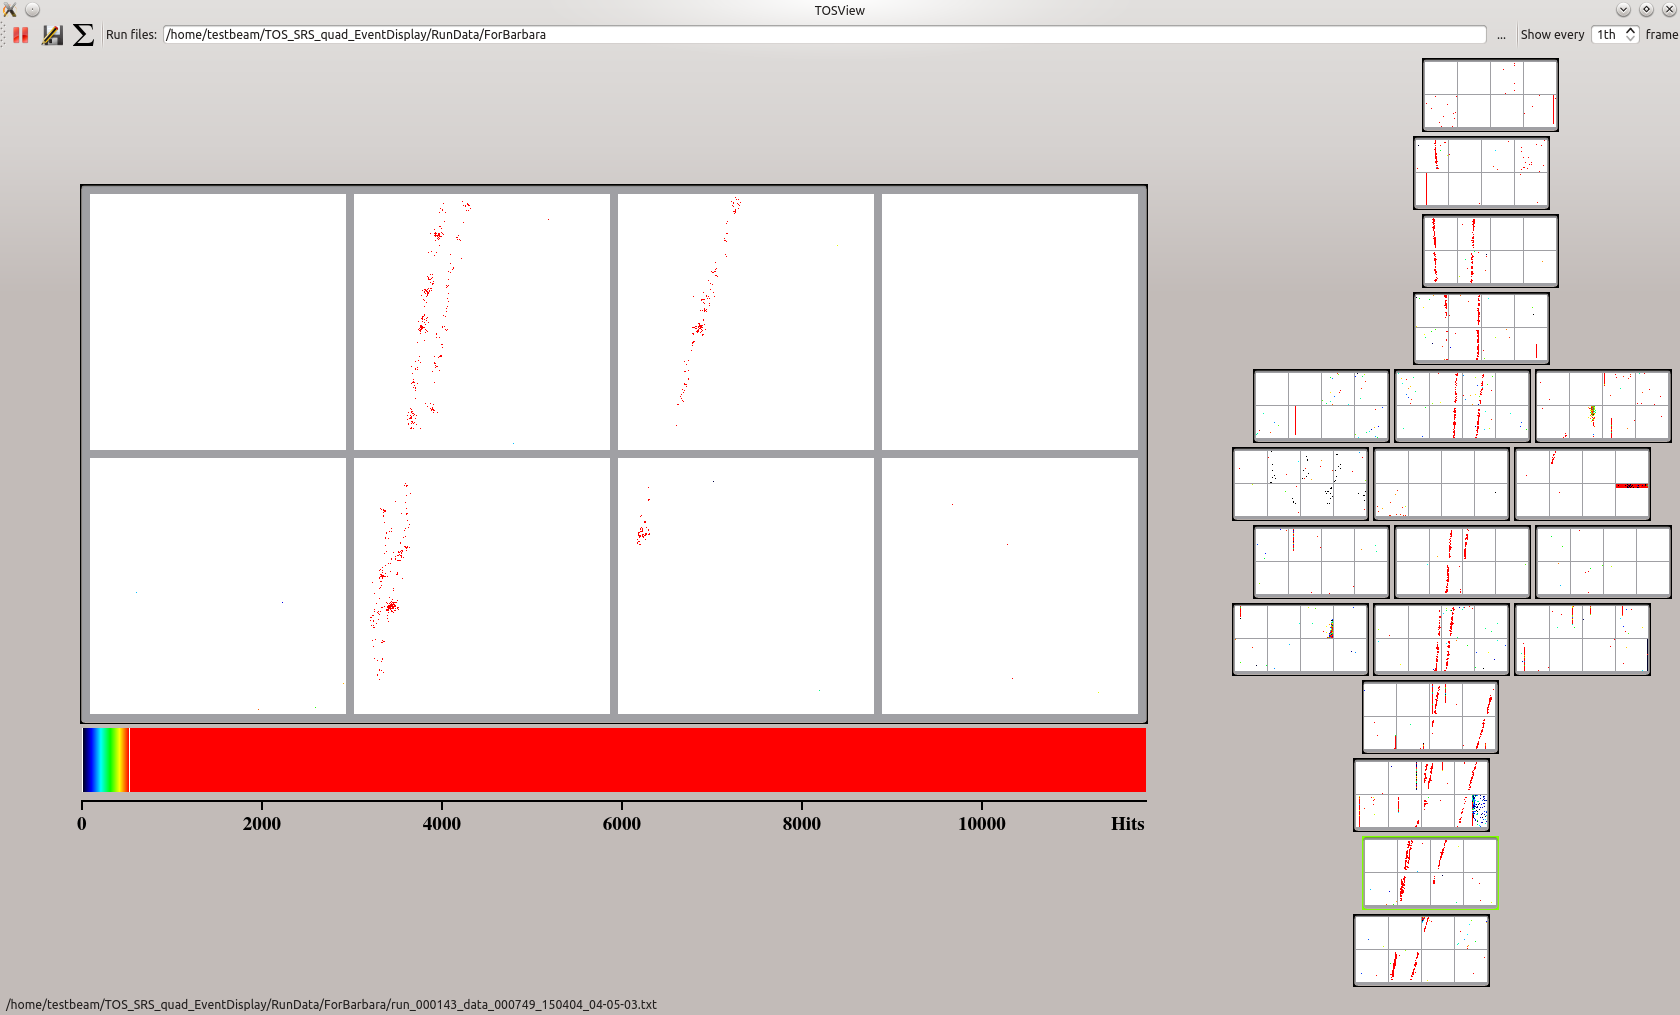 TOSView
Run files: /home/testbeam/TOS_SRS_quad_EventDisplay/RunData/ForBarbara ... Show every 1th frame
0 2000 4000 6000 8000 10000 Hits
/home/testbeam/TOS_SRS_quad_EventDisplay/RunData/ForBarbara/run_000143_data_000749_150404_04-05-03.txt